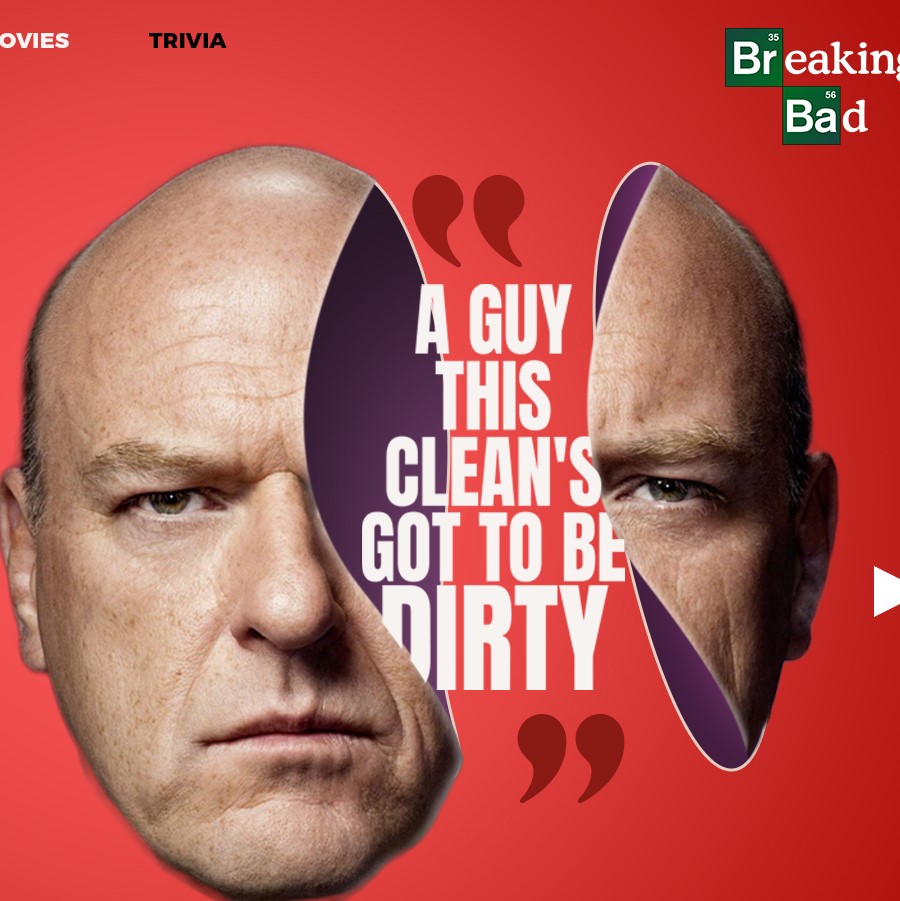 OVIES
TRIVIA
35
Breaking
56
Bad
“
A GUY
THIS
CLEAN'S
GOT TO BE
DIRTY
”